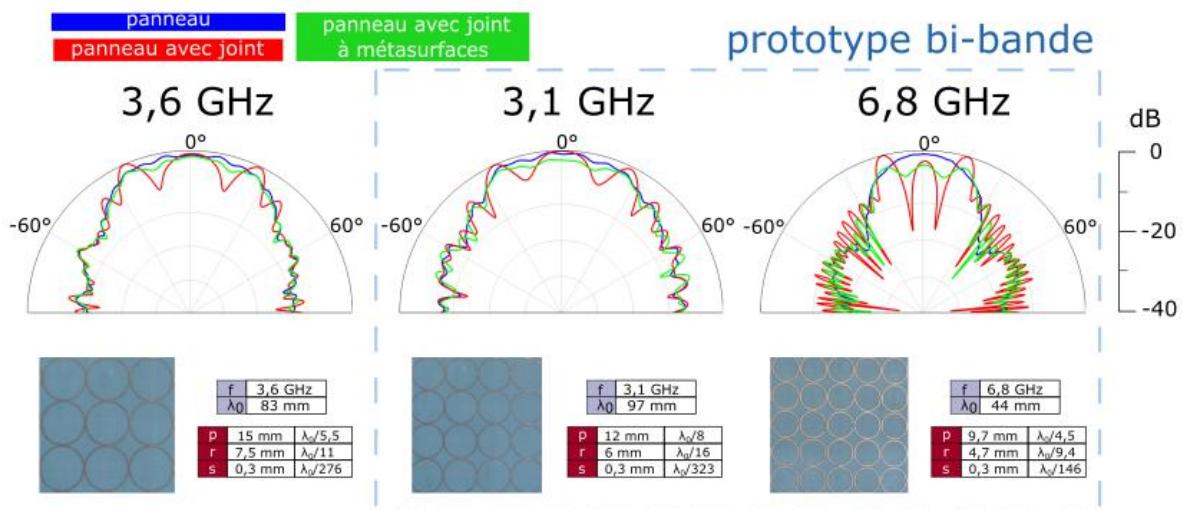 panneau
panneau avec joint
panneau avec joint
à métasurfaces
prototype bi-bande
3,6 GHz
3,1 GHz
6,8 GHz
dB
0°
0°
0°
0
-60°
60°
-60°
60°
-60°
60°
-20
-40
f 3,6 GHz
λ0 83 mm
p 15 mm λ0/5,5
r 7,5 mm λ0/11
s 0,3 mm λ0/276
f 3,1 GHz
λ0 97 mm
p 12 mm λ0/8
r 6 mm λ0/16
s 0,3 mm λ0/323
f 6,8 GHz
λ0 44 mm
p 9,7 mm λ0/4,5
r 4,7 mm λ0/9,4
s 0,3 mm λ0/146